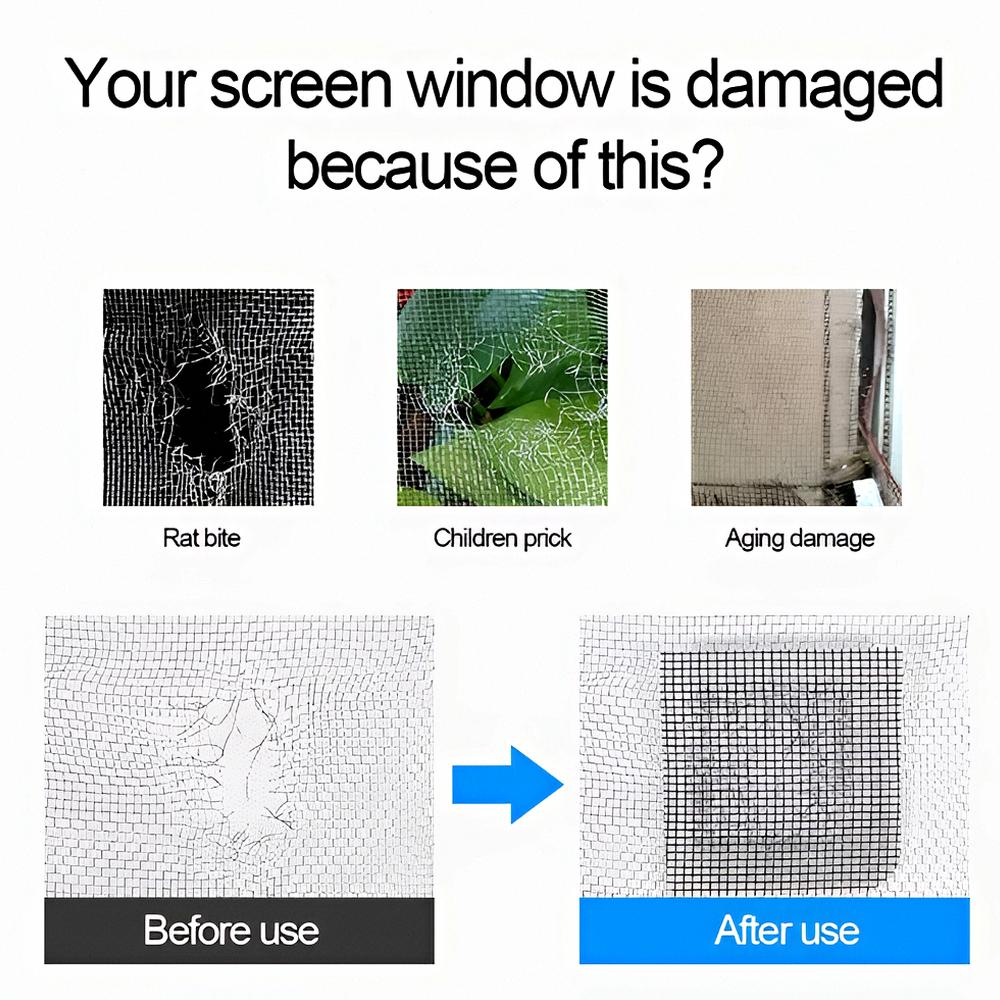 Your screen window is damaged
because of this?
Rat bite
Children prick
Aging damage
Before use
After use